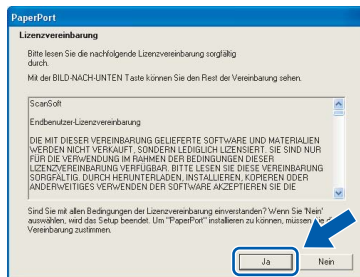 PaperPort
Lizenzvereinbarung
Bitte lesen Sie die nachfolgende Lizenzvereinbarung sorgfältig
durch.
Mit der BILD-NACH-UNTEN Taste können Sie den Rest der Vereinbarung sehen.
ScanSoft
Endbenutzer-Lizenzvereinbarung
DIE MIT DIESER VEREINBARUNG GELIEFERTE SOFTWARE UND MATERIALIEN
WERDEN NICHT VERKAUFT, SONDERN LEDIGLICH LIZENSIERT. SIE SIND NUR
FÜR DIE VERWENDUNG IM RAHMEN DER BEDINGUNGEN DIESER
LIZENZVEREINBARUNG VERFÜGBAR. BITTE LESEN SIE DIESE VEREINBARUNG
SORGFÄLTIG. DURCH HERUNTERLADEN, INSTALLIEREN, KOPIEREN ODER
ANDERWEITIGES VERWENDEN DER SOFTWARE AKZEPTIEREN SIE DIE
Sind Sie mit allen Bedingungen der Lizenzvereinbarung einverstanden? Wenn Sie 'Nein'
auswählen, wird das Setup beendet. Um "PaperPort" installieren zu können, müssen
Vereinbarung zustimmen.
Ja
Nein